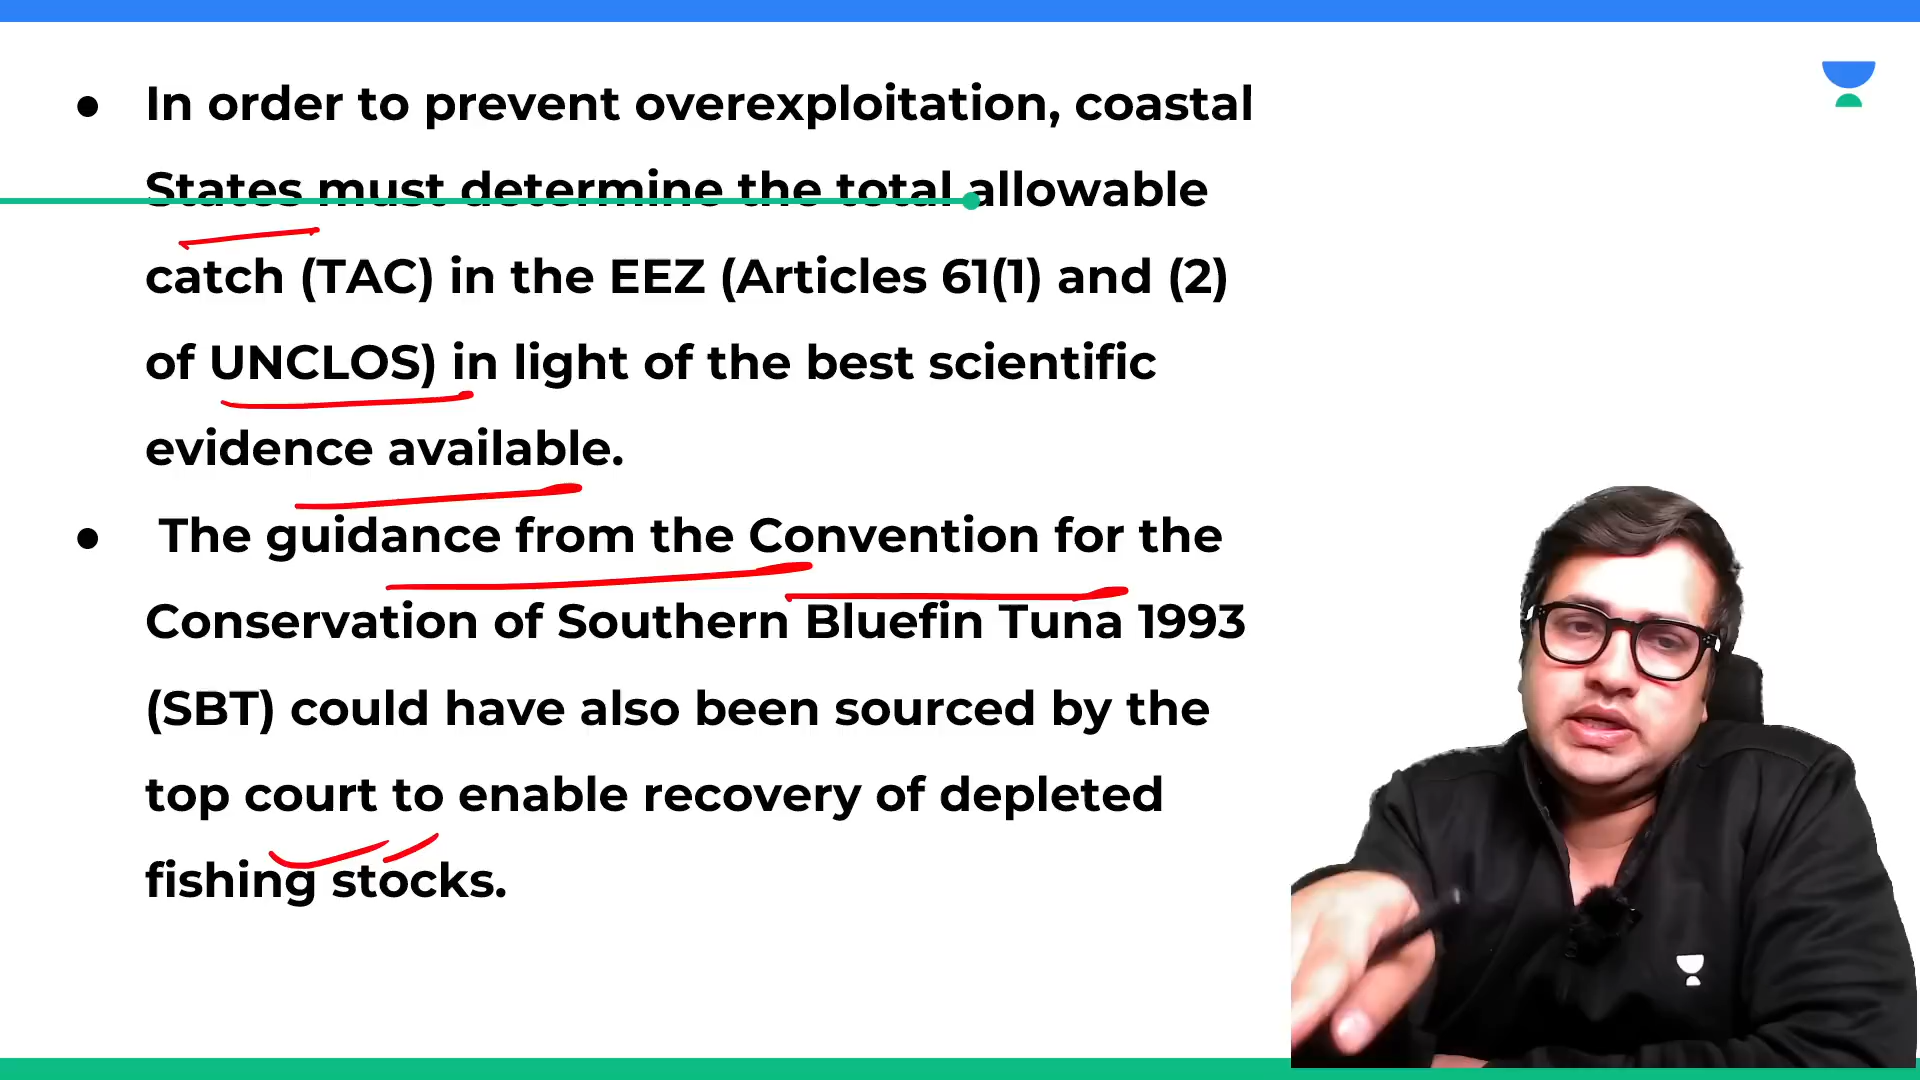 ● In order to prevent overexploitation, coastal
States must determine the total allowable
catch (TAC) in the EEZ (Articles 61(1) and (2)
of UNCLOS) in light of the best scientific
evidence available.
● The guidance from the Convention for the
Conservation of Southern Bluefin Tuna 1993
(SBT) could have also been sourced by the
top court to enable recovery of depleted
fishing stocks.